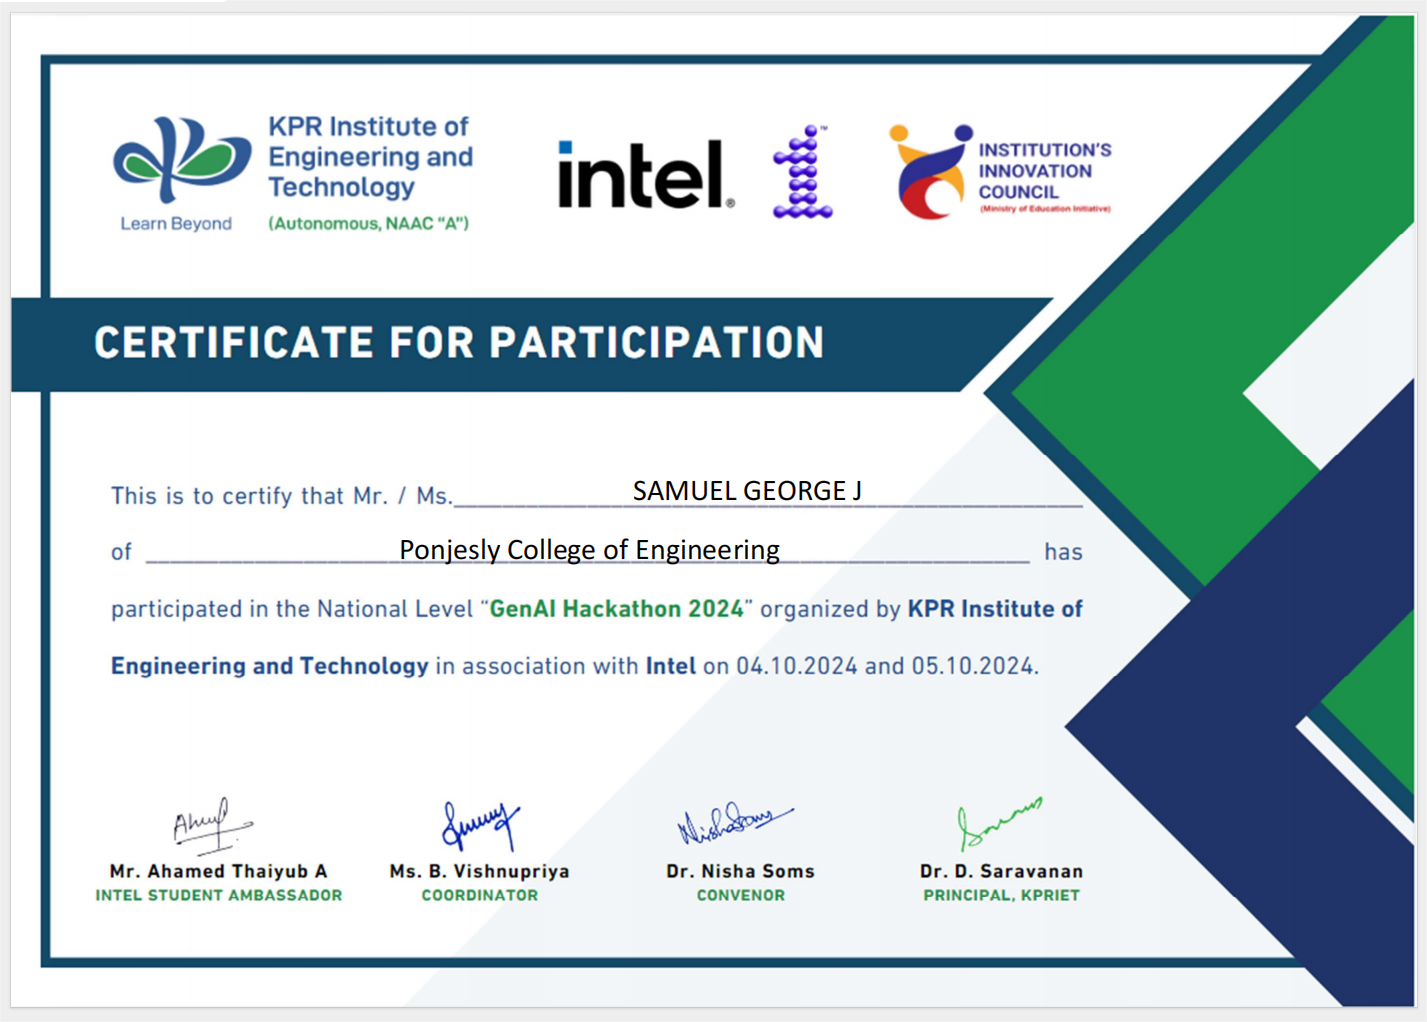 KPR Institute of
Engineering and
Technology
Learn Beyond
(Autonomous, NAAC “A”)
intel®
1™
INSTITUTION'S
INNOVATION
COUNCIL
(Ministry of Education Initiative)
CERTIFICATE FOR PARTICIPATION
This is to certify that Mr. / Ms. SAMUEL GEORGE J
of Ponjesly College of Engineering has
participated in the National Level “GenAI Hackathon 2024” organized by KPR Institute of
Engineering and Technology in association with Intel on 04.10.2024 and 05.10.2024.
Nisha Soms
Mr. Ahamed Thaiyub A
INTEL STUDENT AMBASSADOR
Ms. B. Vishnupriya
COORDINATOR
Dr. Nisha Soms
CONVENOR
Dr. D. Saravanan
PRINCIPAL, KPRIET